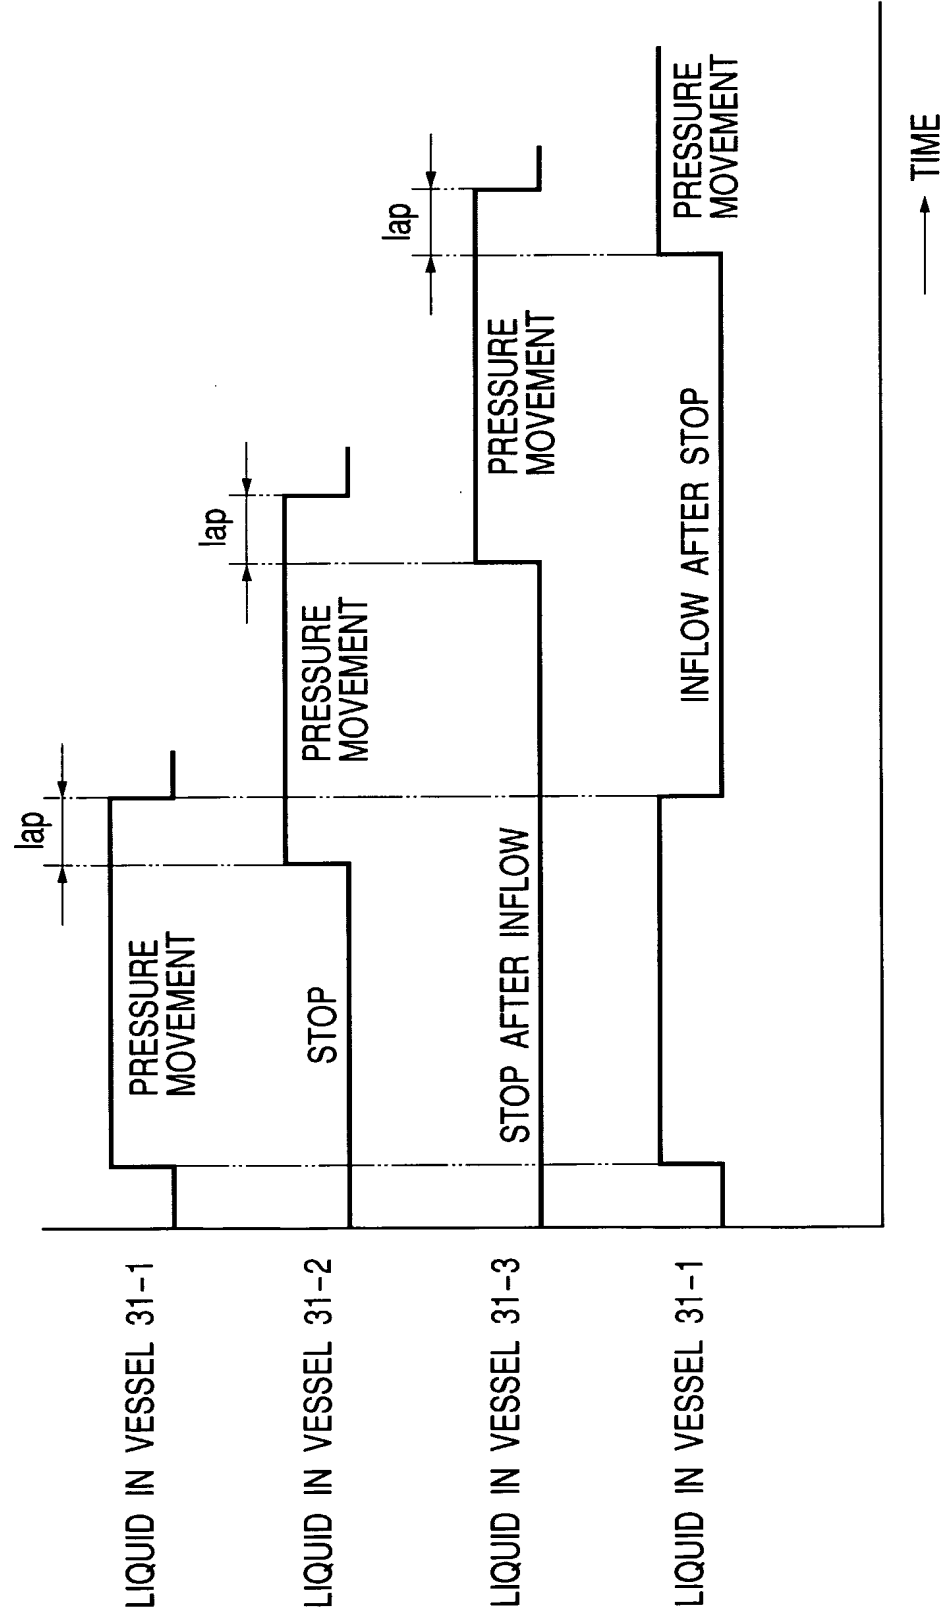 LIQUID IN VESSEL 31-1
PRESSURE
MOVEMENT
lap
LIQUID IN VESSEL 31-2
STOP
PRESSURE
MOVEMENT
lap
LIQUID IN VESSEL 31-3
STOP AFTER INFLOW
PRESSURE
MOVEMENT
lap
LIQUID IN VESSEL 31-1
INFLOW AFTER STOP
PRESSURE
MOVEMENT
TIME